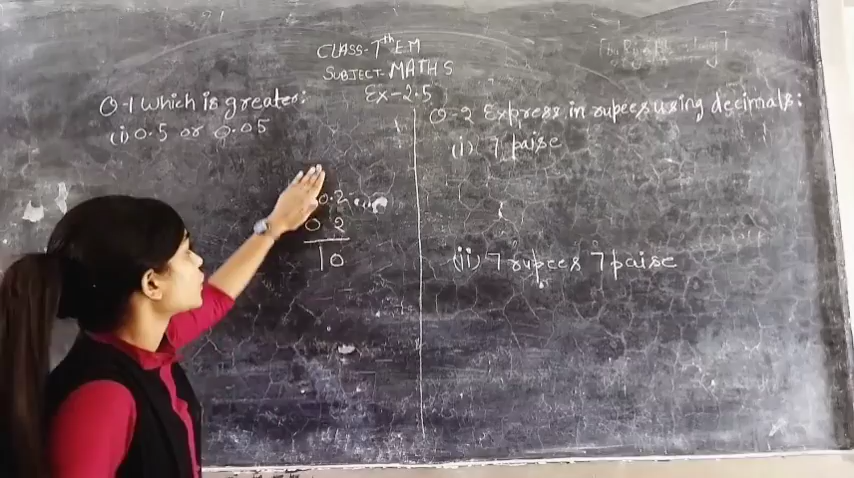 CLASS-7th E.M
SUBJECT-MATHS
Ex-2.5
Q-1 Which is greater:
(i) 0.5 or 0.05
0.2
0 2
10
Q-2 Express in rupees using decimals:
(i) 7 paise
(ii) 7 rupees 7 paise